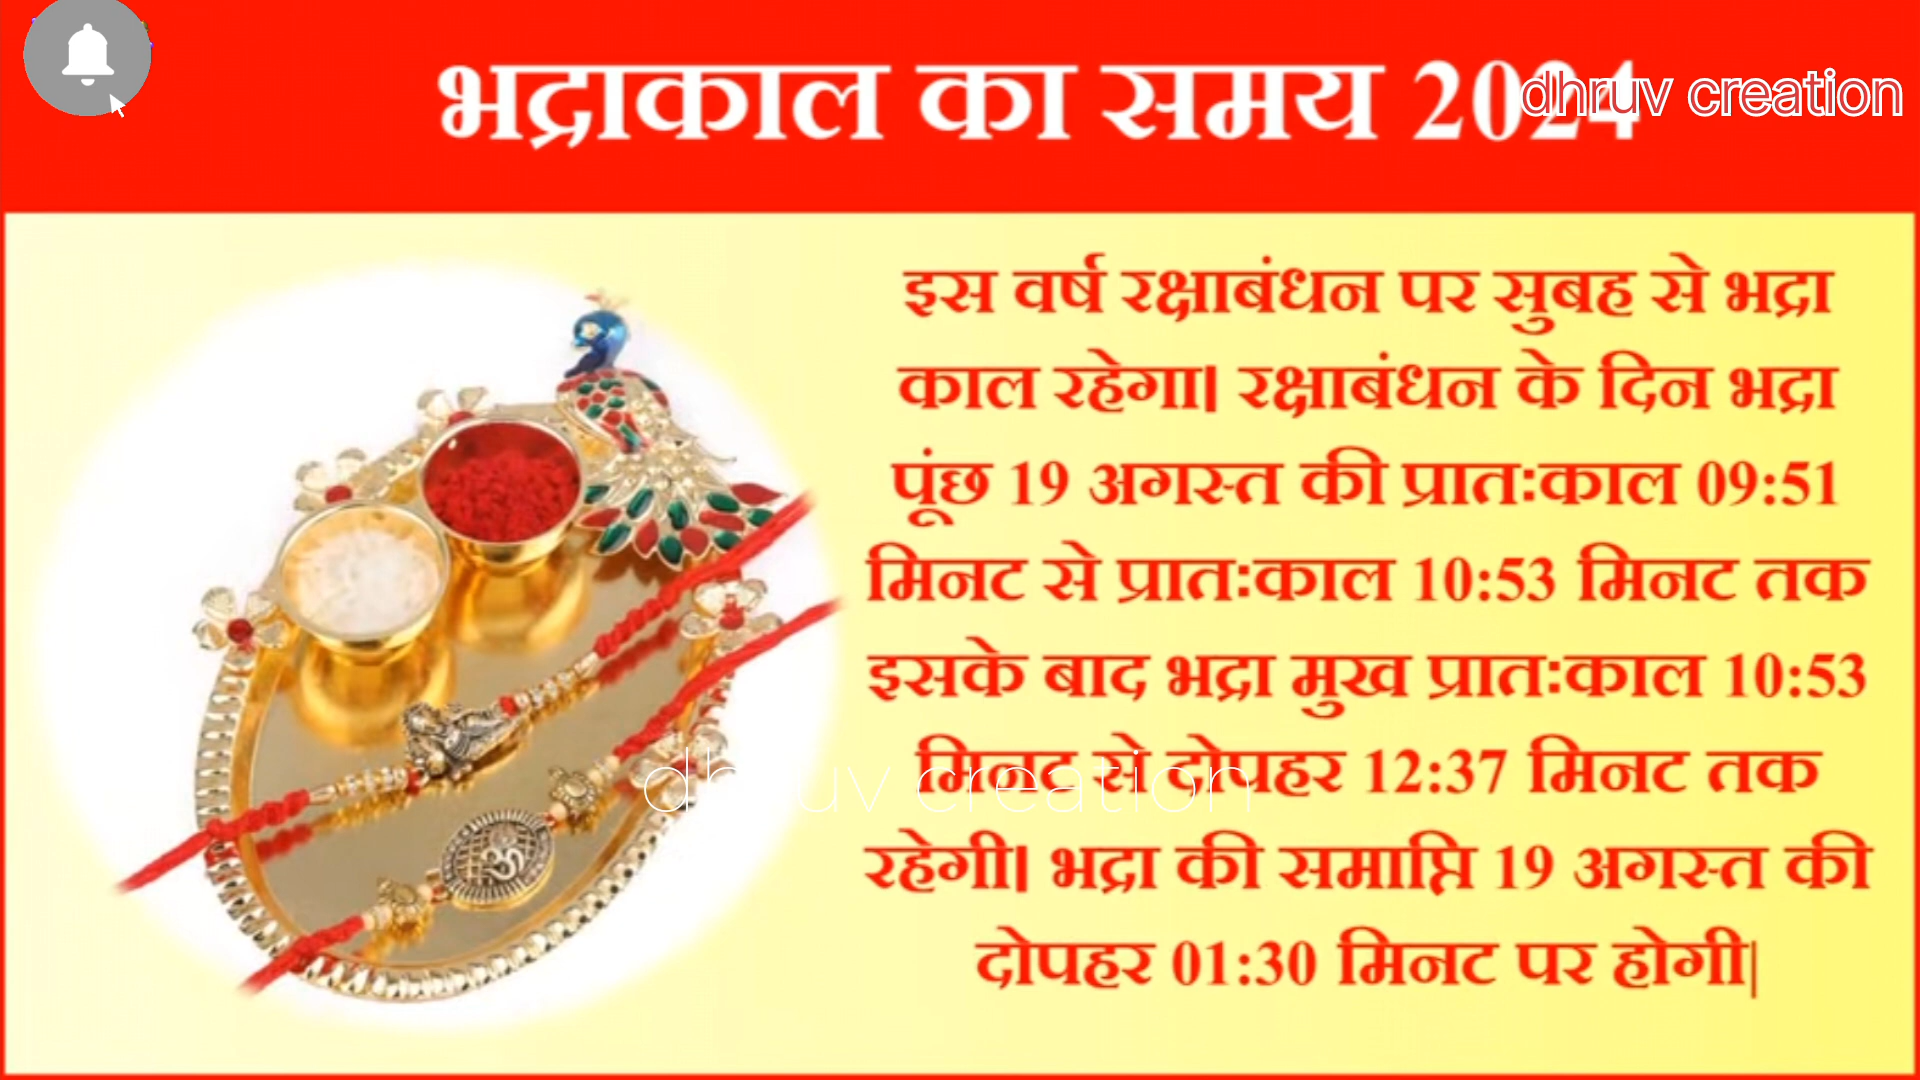 भद्राकाल का समय 2024
dhruv creation
इस वर्ष रक्षाबंधन पर सुबह से भद्रा
काल रहेगा। रक्षाबंधन के दिन भद्रा
पूंछ 19 अगस्त की प्रातःकाल 09:51
मिनट से प्रातःकाल 10:53 मिनट तक
इसके बाद भद्रा मुख प्रातःकाल 10:53
मिनट से दोपहर 12:37 मिनट तक
dhruv creation
रहेगी। भद्रा की समाप्ति 19 अगस्त की
दोपहर 01:30 मिनट पर होगी|